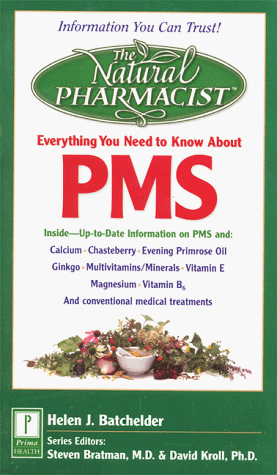 Information You Can Trust!
The
Natural
PHARMACIST™
Everything You Need to Know About
PMS
Inside—Up-to-Date Information on PMS and:
Calcium • Chasteberry • Evening Primrose Oil
Ginkgo • Multivitamins/Minerals • Vitamin E
Magnesium • Vitamin B₆
And conventional medical treatments
P
Prima
HEALTH
Helen J. Batchelder
Series Editors:
Steven Bratman, M.D. & David Kroll, Ph.D.